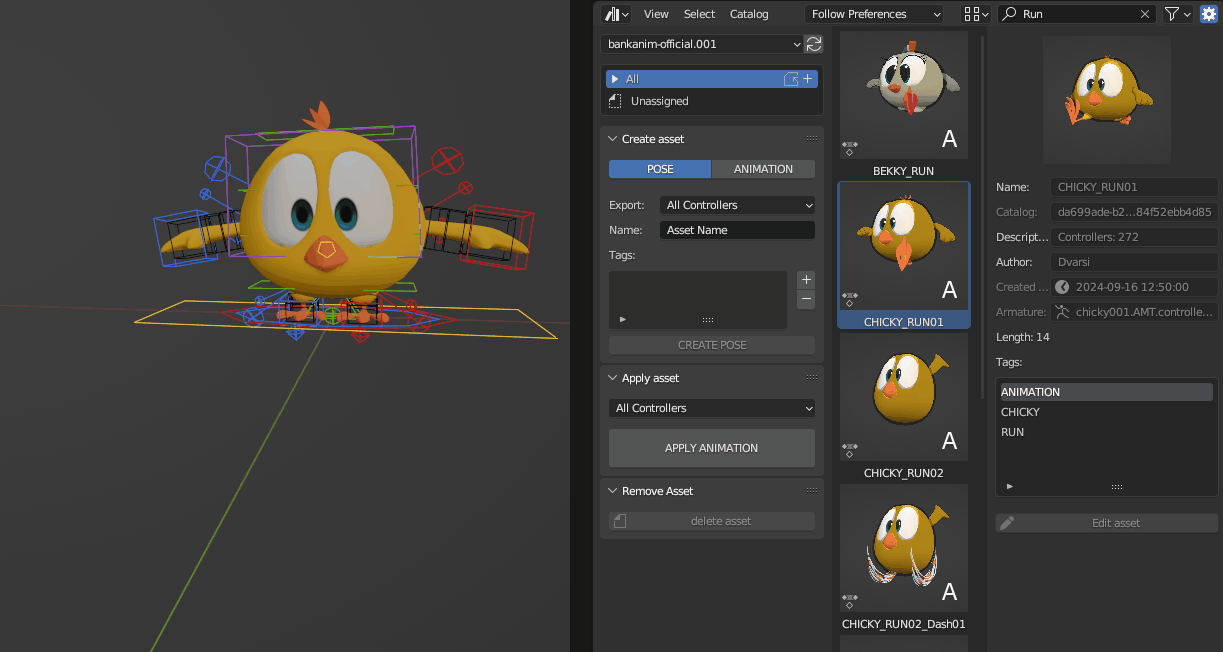 View Select Catalog Follow Preferences Run
bankanim-official.001
All
Unassigned
Create asset
POSE ANIMATION
Export: All Controllers
Name: Asset Name
Tags:
CREATE POSE
Apply asset
All Controllers
APPLY ANIMATION
Remove Asset
delete asset
A
BEKKY_RUN
A
CHICKY_RUN01
A
CHICKY_RUN02
A
CHICKY_RUN02_Dash01
Name: CHICKY_RUN01
Catalog: da699ade-b2...84f52ebb4d85
Descript... Controllers: 272
Author: Dvarsi
Created ... 2024-09-16 12:50:00
Armature: chicky001.AMT.controlle...
Length: 14
Tags:
ANIMATION
CHICKY
RUN
Edit asset